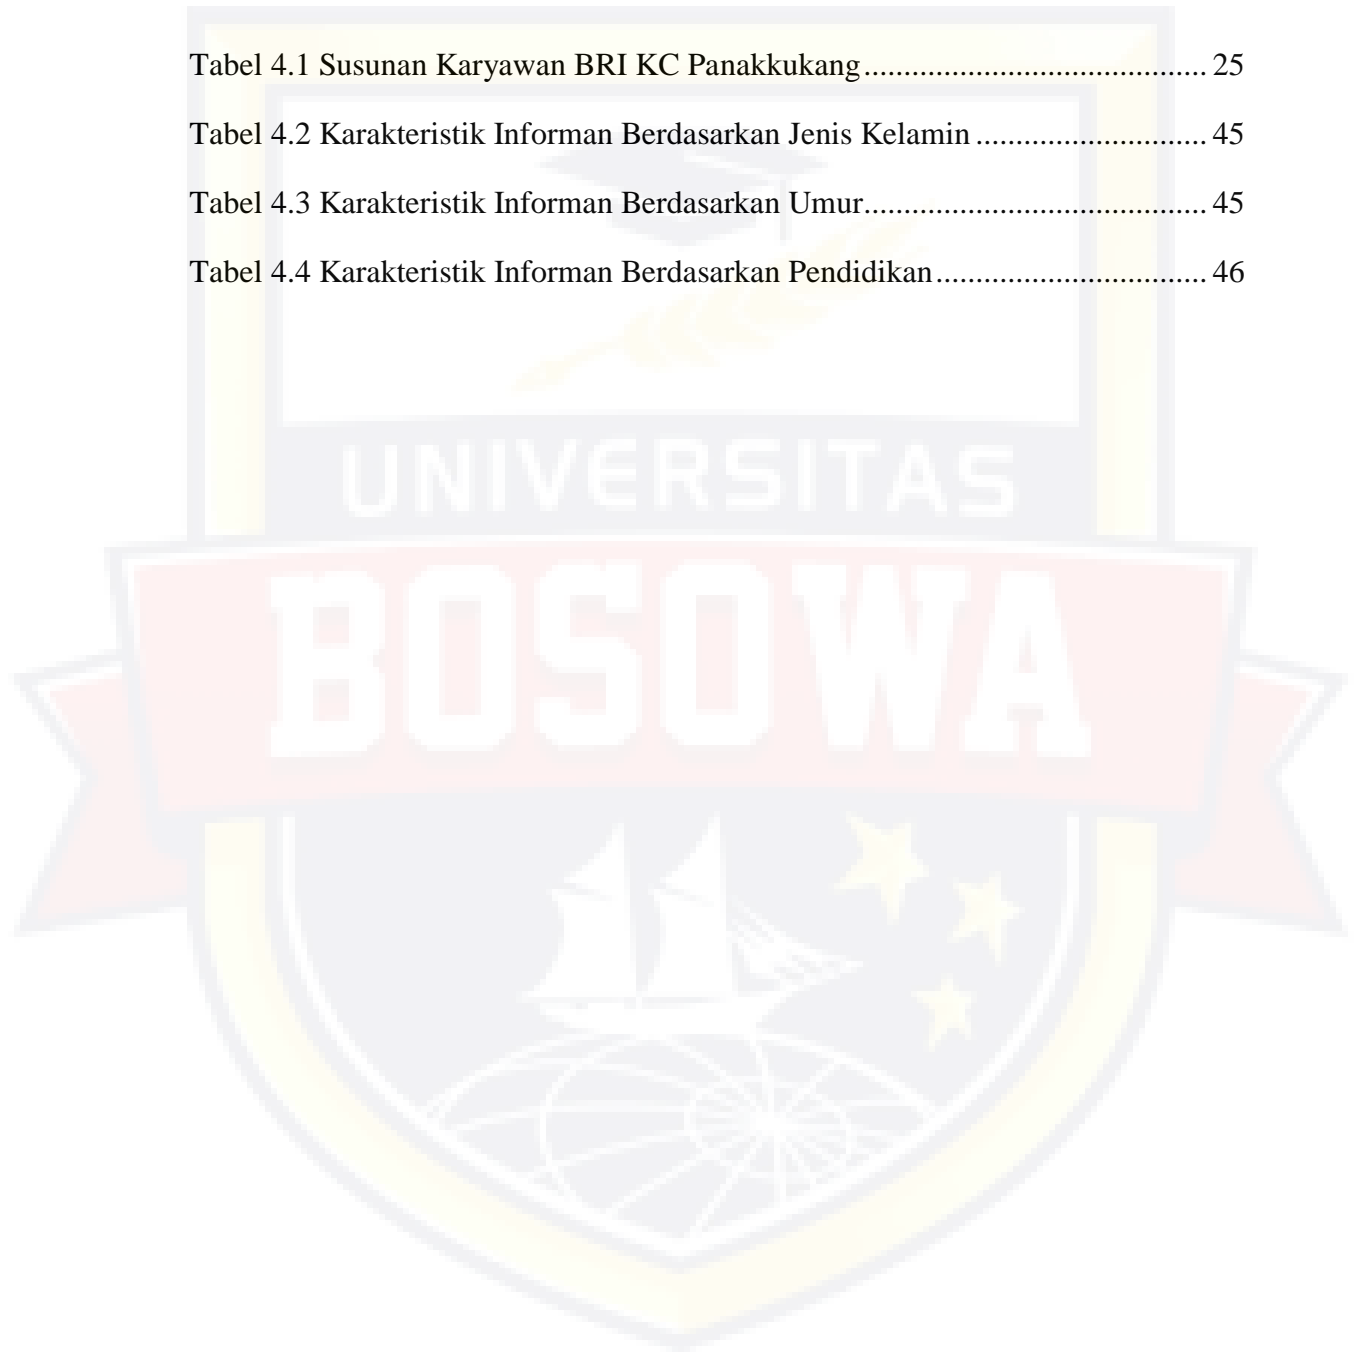 Tabel 4.1 Susunan Karyawan BRI KC Panakkukang........................................... 25
Tabel 4.2 Karakteristik Informan Berdasarkan Jenis Kelamin ............................. 45
Tabel 4.3 Karakteristik Informan Berdasarkan Umur........................................... 45
Tabel 4.4 Karakteristik Informan Berdasarkan Pendidikan.................................. 46
UNIVERSITAS
BOSOWA